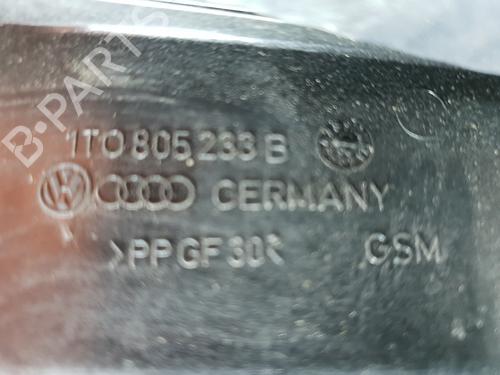 B-PARTS
1T0 805 233 B
GERMANY
>PP GF 30<
GSM